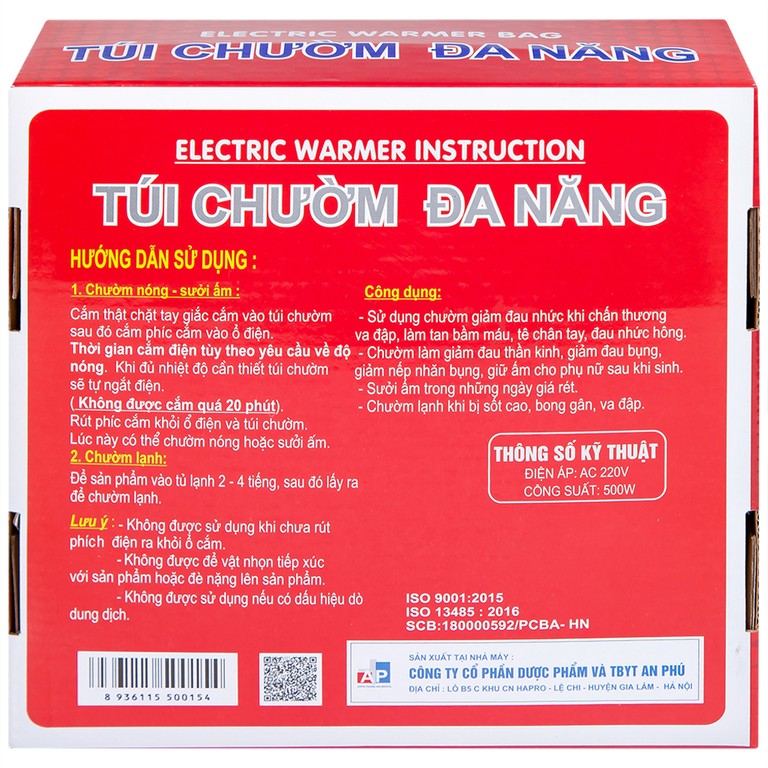 ELECTRIC WARMER BAG
TÚI CHƯỜM ĐA NĂNG
ELECTRIC WARMER INSTRUCTION
TÚI CHƯỜM ĐA NĂNG
HƯỚNG DẪN SỬ DỤNG :
1. Chườm nóng - sưởi ấm :
Cắm thật chặt tay giắc cắm vào túi chườm
sau đó cắm phíc cắm vào ổ điện.
Thời gian cắm điện tùy theo yêu cầu về độ
nóng. Khi đủ nhiệt độ cần thiết túi chườm
sẽ tự ngắt điện.
( Không được cắm quá 20 phút).
Rút phíc cắm khỏi ổ điện và túi chườm.
Lúc này có thể chườm nóng hoặc sưởi ấm.
2. Chườm lạnh:
Để sản phẩm vào tủ lạnh 2 - 4 tiếng, sau đó lấy ra
để chườm lạnh.
Lưu ý : - Không được sử dụng khi chưa rút
phích điện ra khỏi ổ cắm.
- Không được để vật nhọn tiếp xúc
với sản phẩm hoặc đè nặng lên sản phẩm.
- Không được sử dụng nếu có dấu hiệu dò
dung dịch.
Công dụng:
- Sử dụng chườm giảm đau nhức khi chấn thương
va đập, làm tan bầm máu, tê chân tay, đau nhức hông.
- Chườm làm giảm đau thần kinh, giảm đau bụng,
giảm nếp nhăn bụng, giữ ấm cho phụ nữ sau khi sinh.
- Sưởi ấm trong những ngày giá rét.
- Chườm lạnh khi bị sốt cao, bong gân, va đập.
THÔNG SỐ KỸ THUẬT
ĐIỆN ÁP: AC 220V
CÔNG SUẤT: 500W
ISO 9001:2015
ISO 13485 : 2016
SCB:180000592/PCBA- HN
8 936115 500154
AP
SẢN XUẤT TẠI NHÀ MÁY :
CÔNG TY CỔ PHẦN DƯỢC PHẨM VÀ TBYT AN PHÚ
ĐỊA CHỈ : LÔ B5 C KHU CN HAPRO - LỆ CHI - HUYỆN GIA LÂM - HÀ NỘI